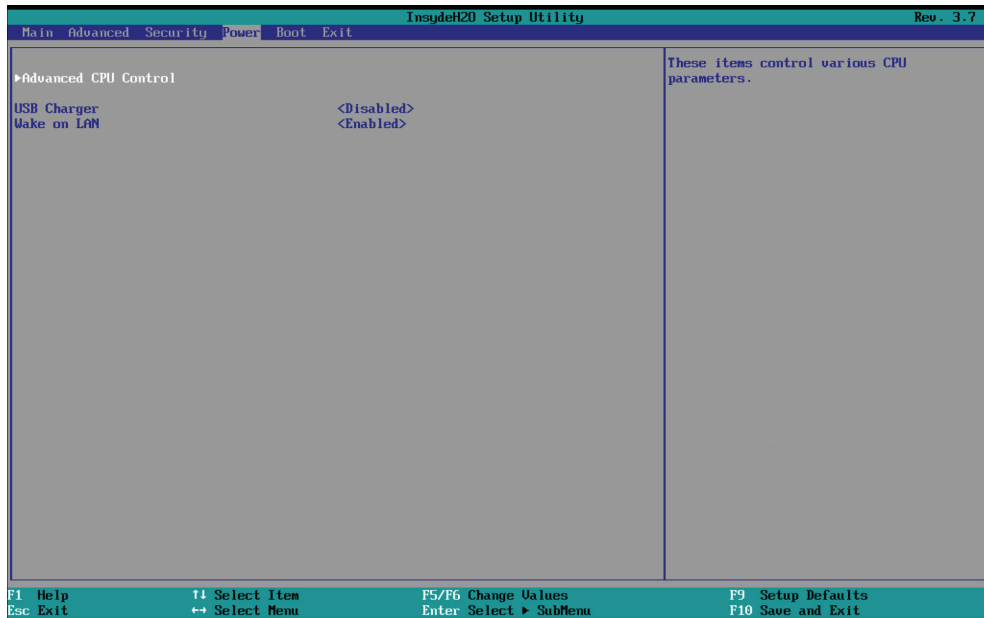 InsydeH2O Setup Utility Rev. 3.7
Main Advanced Security Power Boot Exit
▶Advanced CPU Control
USB Charger <Disabled>
Wake on LAN <Enabled>
These items control various CPU
parameters.
F1 Help ↑↓ Select Item F5/F6 Change Values F9 Setup Defaults
Esc Exit ↔ Select Menu Enter Select ▶ SubMenu F10 Save and Exit